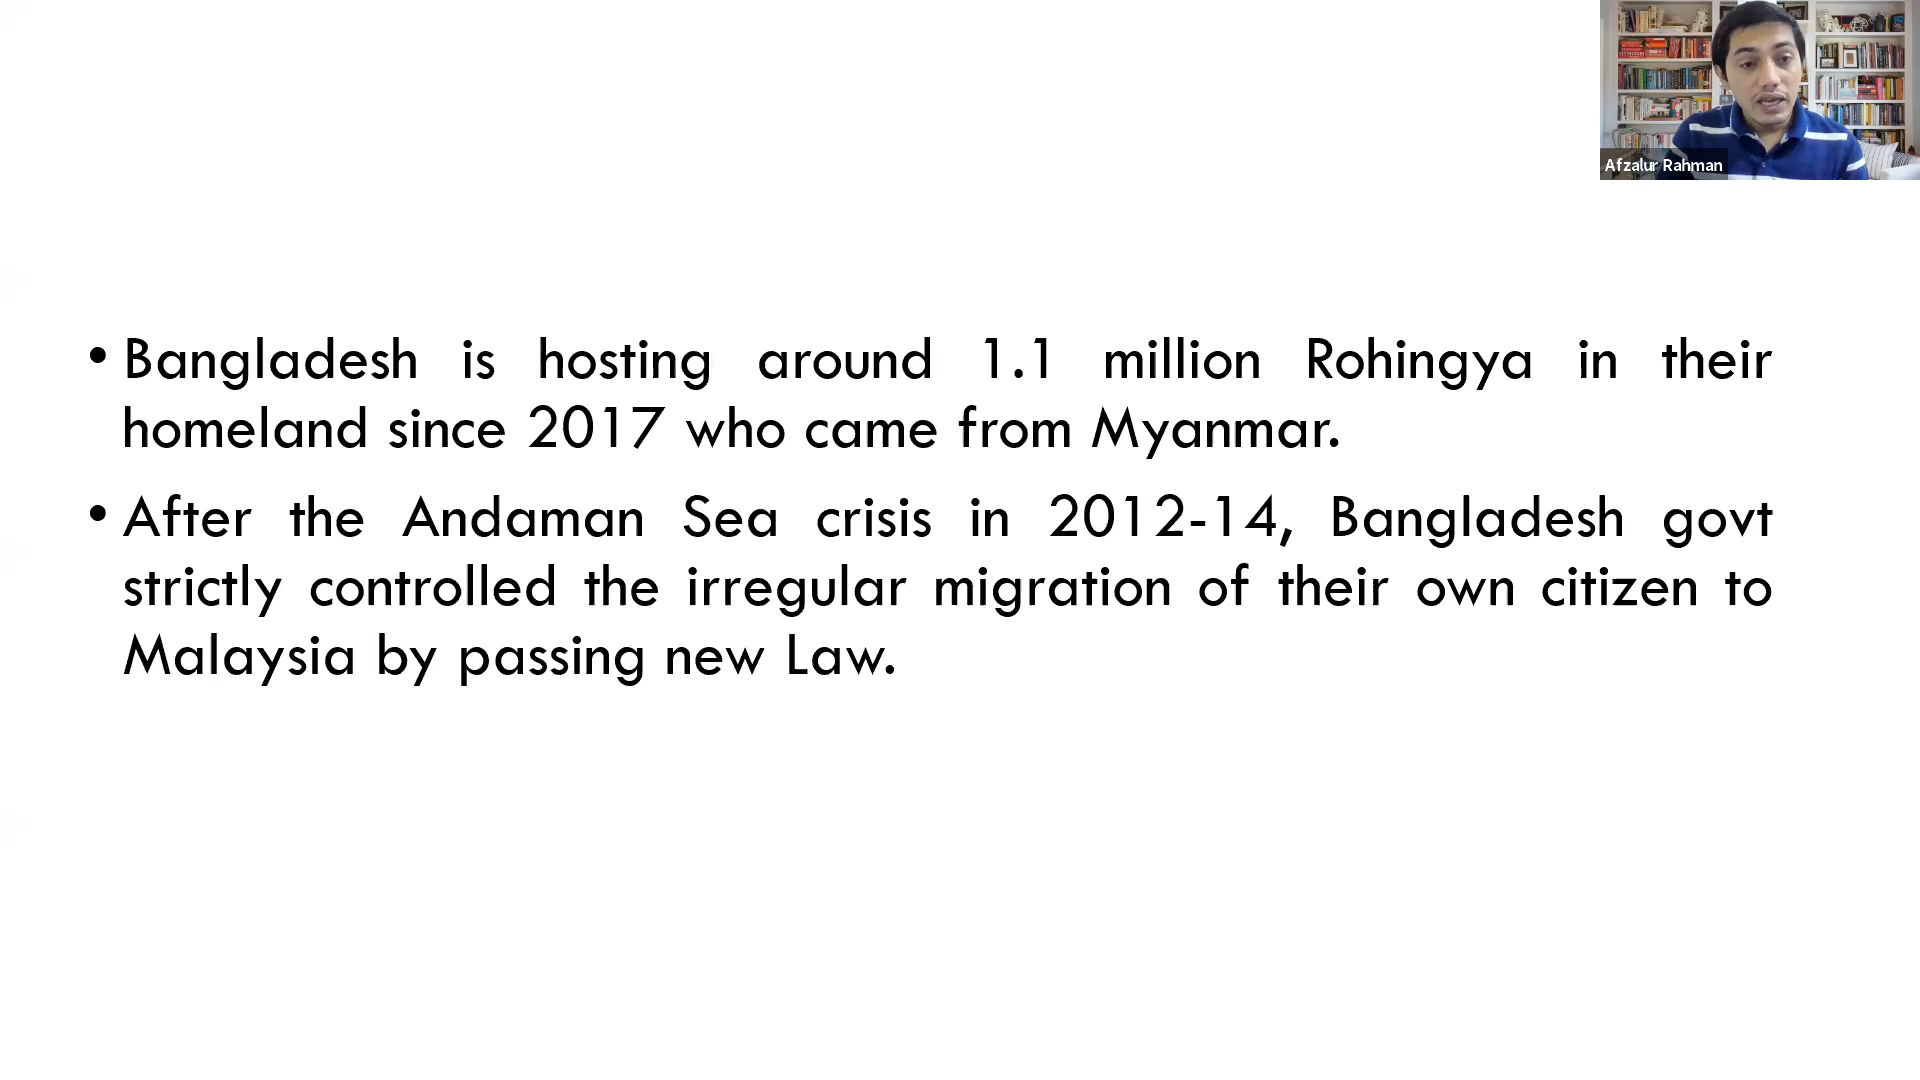 Afzalur Rahman
• Bangladesh is hosting around 1.1 million Rohingya in their
homeland since 2017 who came from Myanmar.
• After the Andaman Sea crisis in 2012-14, Bangladesh govt
strictly controlled the irregular migration of their own citizen to
Malaysia by passing new Law.